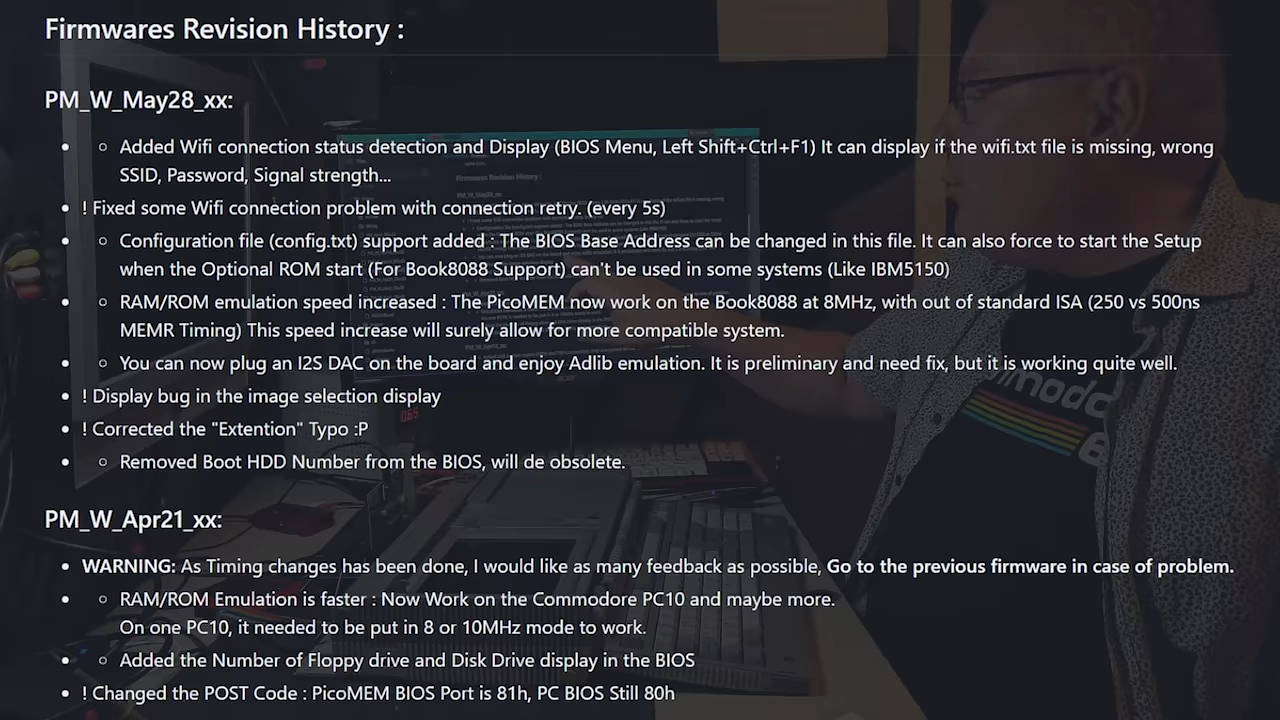 Firmwares Revision History :
PM_W_May28_xx:
Added Wifi connection status detection and Display (BIOS Menu, Left Shift+Ctrl+F1) It can display if the wifi.txt file is missing, wrong
SSID, Password, Signal strength...
! Fixed some Wifi connection problem with connection retry. (every 5s)
Configuration file (config.txt) support added : The BIOS Base Address can be changed in this file. It can also force to start the Setup
when the Optional ROM start (For Book8088 Support) can't be used in some systems (Like IBM5150)
RAM/ROM emulation speed increased : The PicoMEM now work on the Book8088 at 8MHz, with out of standard ISA (250 vs 500ns
MEMR Timing) This speed increase will surely allow for more compatible system.
You can now plug an I2S DAC on the board and enjoy Adlib emulation. It is preliminary and need fix, but it is working quite well.
! Display bug in the image selection display
! Corrected the "Extention" Typo :P
Removed Boot HDD Number from the BIOS, will de obsolete.
PM_W_Apr21_xx:
WARNING: As Timing changes has been done, I would like as many feedback as possible, Go to the previous firmware in case of problem.
RAM/ROM Emulation is faster : Now Work on the Commodore PC10 and maybe more.
On one PC10, it needed to be put in 8 or 10MHz mode to work.
Added the Number of Floppy drive and Disk Drive display in the BIOS
! Changed the POST Code : PicoMEM BIOS Port is 81h, PC BIOS Still 80h